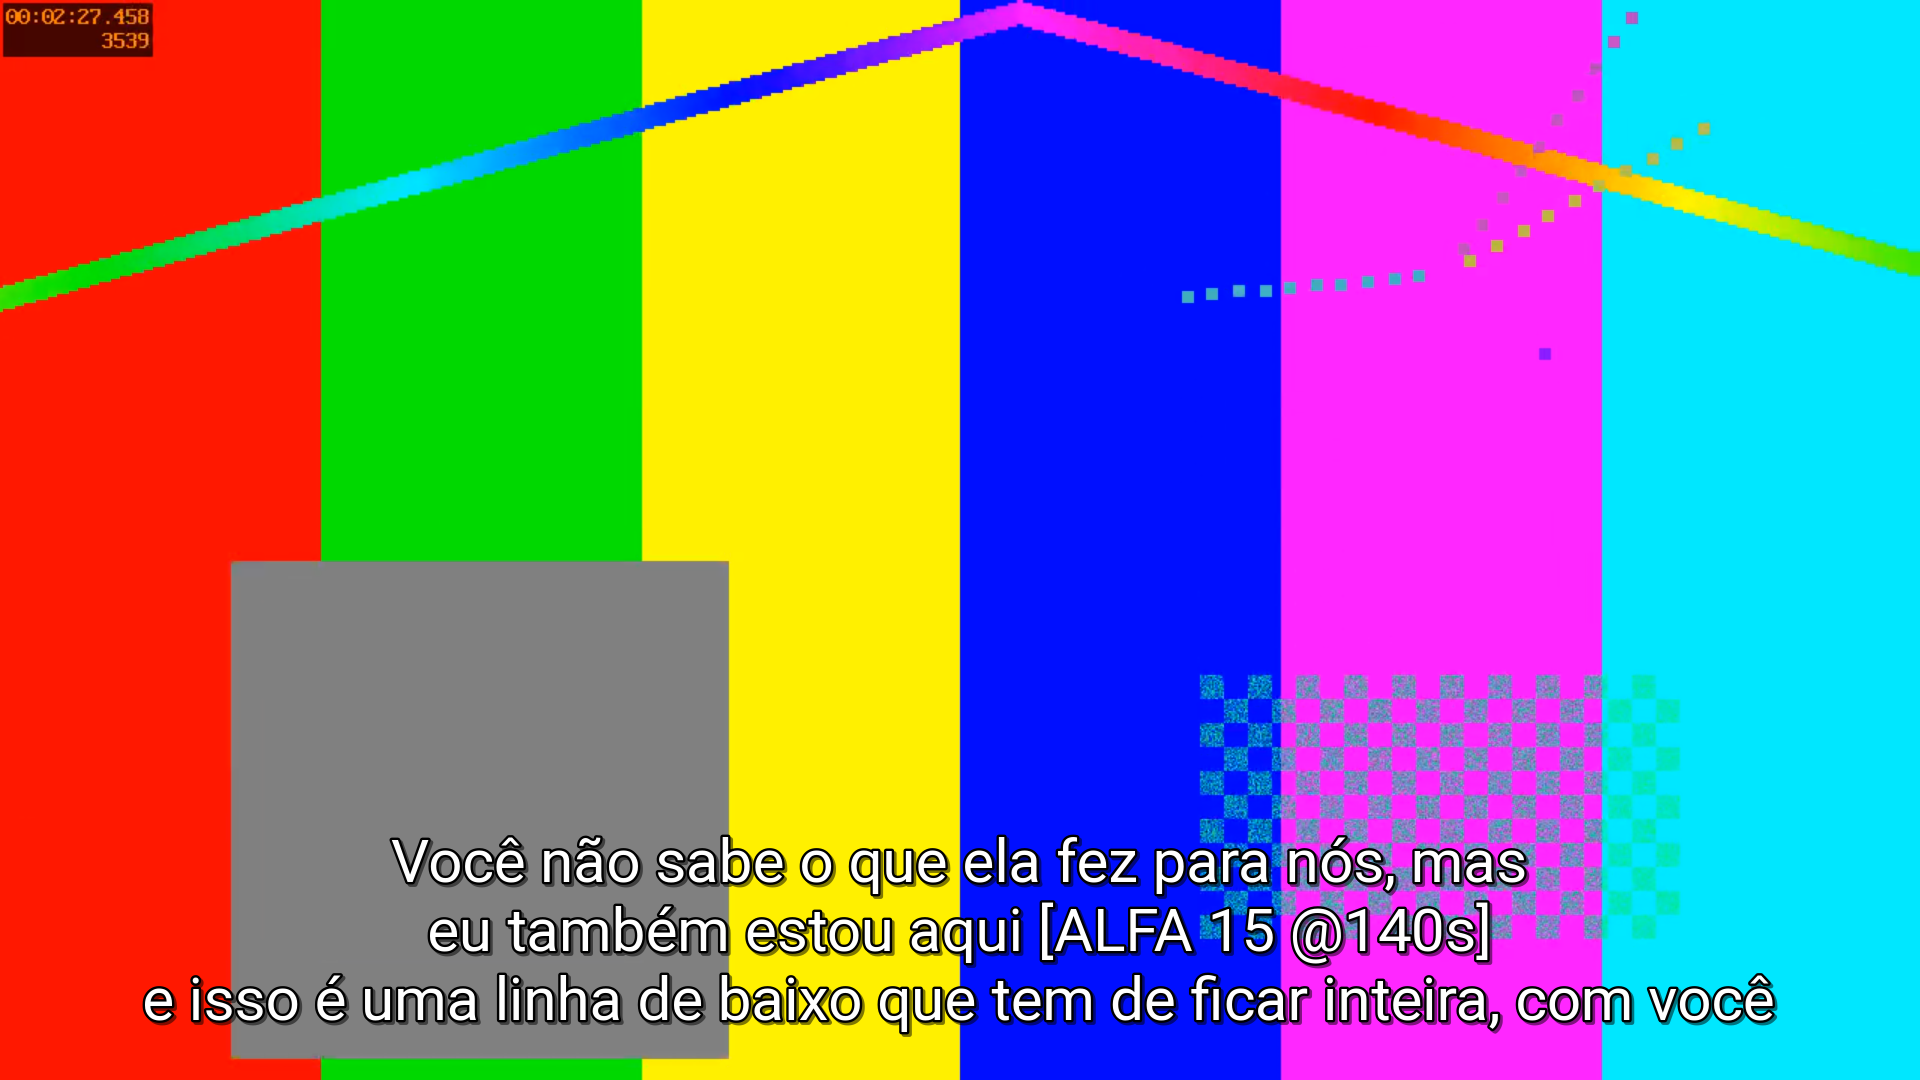 00:02:27.458
3539
Você não sabe o que ela fez para nós, mas
eu também estou aqui [ALFA 15 @140s]
e isso é uma linha de baixo que tem de ficar inteira, com você